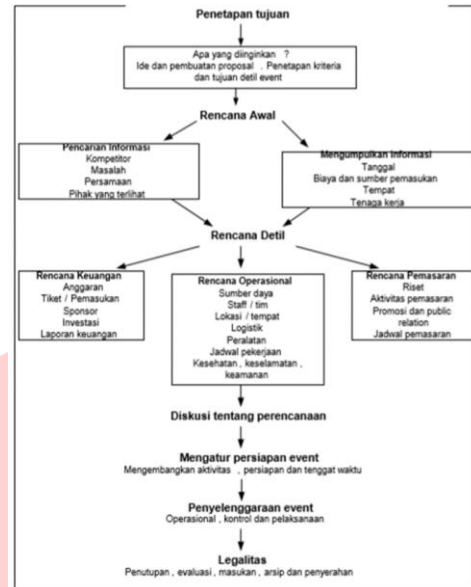 Penetapan tujuan
Apa yang diinginkan ?
Ide dan pembuatan proposal . Penetapan kriteria
dan tujuan detil event
Rencana Awal
Pencarian Informasi
Kompetitor
Masalah
Persamaan
Pihak yang terlihat
Mengumpulkan Informasi
Tanggal
Biaya dan sumber pemasukan
Tempat
Tenaga kerja
Rencana Detil
Rencana Keuangan
Anggaran
Tiket / Pemasukan
Sponsor
Investasi
Laporan keuangan
Rencana Operasional
Sumber daya
Staff / tim
Lokasi / tempat
Logistik
Peralatan
Jadwal pekerjaan
Kesehatan , keselamatan ,
keamanan
Rencana Pemasaran
Riset
Aktivitas pemasaran
Promosi dan public
relation
Jadwal pemasaran
Diskusi tentang perencanaan
Mengatur persiapan event
Mengembangkan aktivitas , persiapan dan tenggat waktu
Penyelenggaraan event
Operasional , kontrol dan pelaksanaan
Legalitas
Penutupan , evaluasi , masukan , arsip dan penyerahan